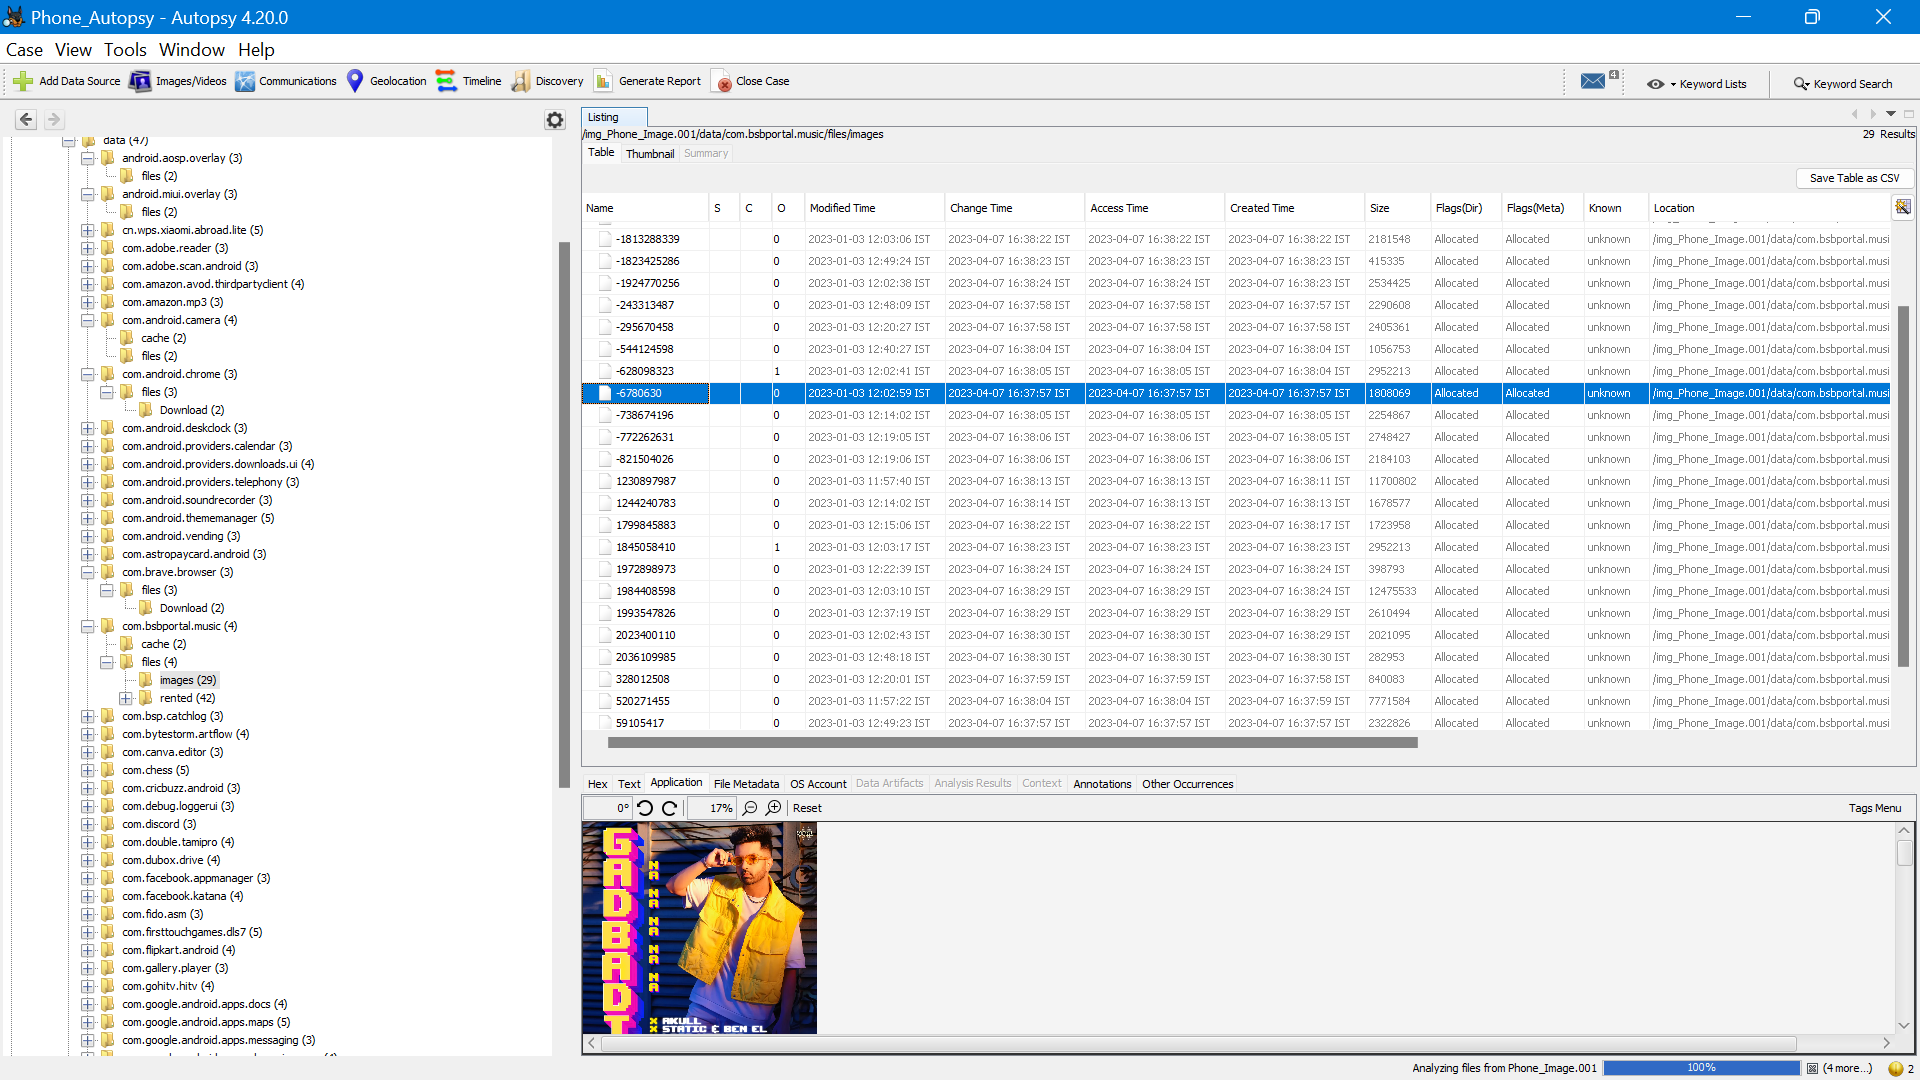 Phone_Autopsy - Autopsy 4.20.0
Case View Tools Window Help
Add Data Source Images/Videos Communications Geolocation Timeline Discovery Generate Report Close Case 4 Keyword Lists Keyword Search
data (47)
android.aosp.overlay (3)
files (2)
android.miui.overlay (3)
files (2)
cn.wps.xiaomi.abroad.lite (5)
com.adobe.reader (3)
com.adobe.scan.android (3)
com.amazon.avod.thirdpartyclient (4)
com.amazon.mp3 (3)
com.android.camera (4)
cache (2)
files (2)
com.android.chrome (3)
files (3)
Download (2)
com.android.deskclock (3)
com.android.providers.calendar (3)
com.android.providers.downloads.ui (4)
com.android.providers.telephony (3)
com.android.soundrecorder (3)
com.android.thememanager (5)
com.android.vending (3)
com.astropaycard.android (3)
com.brave.browser (3)
files (3)
Download (2)
com.bsbportal.music (4)
cache (2)
files (4)
images (29)
rented (42)
com.bsp.catchlog (3)
com.bytestorm.artflow (4)
com.canva.editor (3)
com.chess (5)
com.cricbuzz.android (3)
com.debug.loggerui (3)
com.discord (3)
com.double.tamipro (4)
com.dubox.drive (4)
com.facebook.appmanager (3)
com.facebook.katana (4)
com.fido.asm (3)
com.firsttouchgames.dls7 (5)
com.flipkart.android (4)
com.gallery.player (3)
com.gohitv.hitv (4)
com.google.android.apps.docs (4)
com.google.android.apps.maps (5)
com.google.android.apps.messaging (3)
Listing
/img_Phone_Image.001/data/com.bsbportal.music/files/images
29 Results
Table Thumbnail Summary
Save Table as CSV
Name S C O Modified Time Change Time Access Time Created Time Size Flags(Dir) Flags(Meta) Known Location
-1813288339 0 2023-01-03 12:03:06 IST 2023-04-07 16:38:22 IST 2023-04-07 16:38:22 IST 2023-04-07 16:38:22 IST 2181548 Allocated Allocated unknown /img_Phone_Image.001/data/com.bsbportal.musi
-1823425286 0 2023-01-03 12:49:24 IST 2023-04-07 16:38:23 IST 2023-04-07 16:38:23 IST 2023-04-07 16:38:23 IST 415335 Allocated Allocated unknown /img_Phone_Image.001/data/com.bsbportal.musi
-1924770256 0 2023-01-03 12:02:38 IST 2023-04-07 16:38:24 IST 2023-04-07 16:38:24 IST 2023-04-07 16:38:23 IST 2534425 Allocated Allocated unknown /img_Phone_Image.001/data/com.bsbportal.musi
-243313487 0 2023-01-03 12:48:09 IST 2023-04-07 16:37:58 IST 2023-04-07 16:37:58 IST 2023-04-07 16:37:57 IST 2290608 Allocated Allocated unknown /img_Phone_Image.001/data/com.bsbportal.musi
-295670458 0 2023-01-03 12:20:27 IST 2023-04-07 16:37:58 IST 2023-04-07 16:37:58 IST 2023-04-07 16:37:58 IST 2405361 Allocated Allocated unknown /img_Phone_Image.001/data/com.bsbportal.musi
-544124598 0 2023-01-03 12:40:27 IST 2023-04-07 16:38:04 IST 2023-04-07 16:38:04 IST 2023-04-07 16:38:04 IST 1056753 Allocated Allocated unknown /img_Phone_Image.001/data/com.bsbportal.musi
-628098323 1 2023-01-03 12:02:41 IST 2023-04-07 16:38:05 IST 2023-04-07 16:38:05 IST 2023-04-07 16:38:04 IST 2952213 Allocated Allocated unknown /img_Phone_Image.001/data/com.bsbportal.musi
-6780630 0 2023-01-03 12:02:59 IST 2023-04-07 16:37:57 IST 2023-04-07 16:37:57 IST 2023-04-07 16:37:57 IST 1808069 Allocated Allocated unknown /img_Phone_Image.001/data/com.bsbportal.musi
-738674196 0 2023-01-03 12:14:02 IST 2023-04-07 16:38:05 IST 2023-04-07 16:38:05 IST 2023-04-07 16:38:05 IST 2254867 Allocated Allocated unknown /img_Phone_Image.001/data/com.bsbportal.musi
-772262631 0 2023-01-03 12:19:05 IST 2023-04-07 16:38:06 IST 2023-04-07 16:38:06 IST 2023-04-07 16:38:05 IST 2748427 Allocated Allocated unknown /img_Phone_Image.001/data/com.bsbportal.musi
-821504026 0 2023-01-03 12:19:06 IST 2023-04-07 16:38:06 IST 2023-04-07 16:38:06 IST 2023-04-07 16:38:06 IST 2184103 Allocated Allocated unknown /img_Phone_Image.001/data/com.bsbportal.musi
1230897987 0 2023-01-03 11:57:40 IST 2023-04-07 16:38:13 IST 2023-04-07 16:38:13 IST 2023-04-07 16:38:11 IST 11700802 Allocated Allocated unknown /img_Phone_Image.001/data/com.bsbportal.musi
1244240783 0 2023-01-03 12:14:02 IST 2023-04-07 16:38:14 IST 2023-04-07 16:38:13 IST 2023-04-07 16:38:13 IST 1678577 Allocated Allocated unknown /img_Phone_Image.001/data/com.bsbportal.musi
1799845883 0 2023-01-03 12:15:06 IST 2023-04-07 16:38:22 IST 2023-04-07 16:38:22 IST 2023-04-07 16:38:17 IST 1723958 Allocated Allocated unknown /img_Phone_Image.001/data/com.bsbportal.musi
1845058410 1 2023-01-03 12:03:17 IST 2023-04-07 16:38:23 IST 2023-04-07 16:38:23 IST 2023-04-07 16:38:23 IST 2952213 Allocated Allocated unknown /img_Phone_Image.001/data/com.bsbportal.musi
1972898973 0 2023-01-03 12:22:39 IST 2023-04-07 16:38:24 IST 2023-04-07 16:38:24 IST 2023-04-07 16:38:24 IST 398793 Allocated Allocated unknown /img_Phone_Image.001/data/com.bsbportal.musi
1984408598 0 2023-01-03 12:03:10 IST 2023-04-07 16:38:29 IST 2023-04-07 16:38:29 IST 2023-04-07 16:38:24 IST 12475533 Allocated Allocated unknown /img_Phone_Image.001/data/com.bsbportal.musi
1993547826 0 2023-01-03 12:37:19 IST 2023-04-07 16:38:29 IST 2023-04-07 16:38:29 IST 2023-04-07 16:38:29 IST 2610494 Allocated Allocated unknown /img_Phone_Image.001/data/com.bsbportal.musi
2023400110 0 2023-01-03 12:02:43 IST 2023-04-07 16:38:30 IST 2023-04-07 16:38:30 IST 2023-04-07 16:38:29 IST 2021095 Allocated Allocated unknown /img_Phone_Image.001/data/com.bsbportal.musi
2036109985 0 2023-01-03 12:48:18 IST 2023-04-07 16:38:30 IST 2023-04-07 16:38:30 IST 2023-04-07 16:38:30 IST 282953 Allocated Allocated unknown /img_Phone_Image.001/data/com.bsbportal.musi
328012508 0 2023-01-03 12:20:01 IST 2023-04-07 16:37:59 IST 2023-04-07 16:37:59 IST 2023-04-07 16:37:58 IST 840083 Allocated Allocated unknown /img_Phone_Image.001/data/com.bsbportal.musi
520271455 0 2023-01-03 11:57:22 IST 2023-04-07 16:38:04 IST 2023-04-07 16:38:04 IST 2023-04-07 16:37:59 IST 7771584 Allocated Allocated unknown /img_Phone_Image.001/data/com.bsbportal.musi
59105417 0 2023-01-03 12:49:23 IST 2023-04-07 16:37:57 IST 2023-04-07 16:37:57 IST 2023-04-07 16:37:57 IST 2322826 Allocated Allocated unknown /img_Phone_Image.001/data/com.bsbportal.musi
Hex Text Application File Metadata OS Account Data Artifacts Analysis Results Context Annotations Other Occurrences
0° 17% Reset Tags Menu
GADBADT
NA NA NA NA NA NA
X AKULL
X STATIC & BEN EL
Analyzing files from Phone_Image.001 100% (4 more...) 2